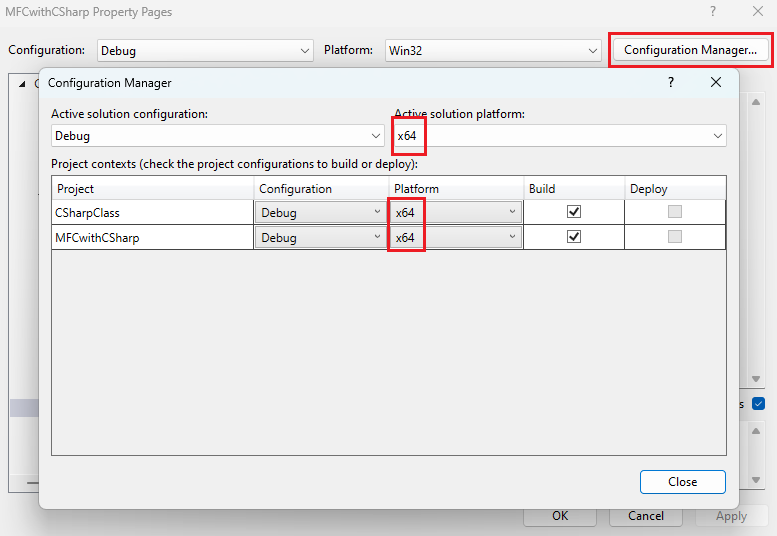 MFCwithCSharp Property Pages
Configuration: Debug Platform: Win32 Configuration Manager...
Configuration Manager
Active solution configuration: Active solution platform:
Debug x64
Project contexts (check the project configurations to build or deploy):
Project Configuration Platform Build Deploy
CSharpClass Debug x64
MFCwithCSharp Debug x64
Close
OK Cancel Apply